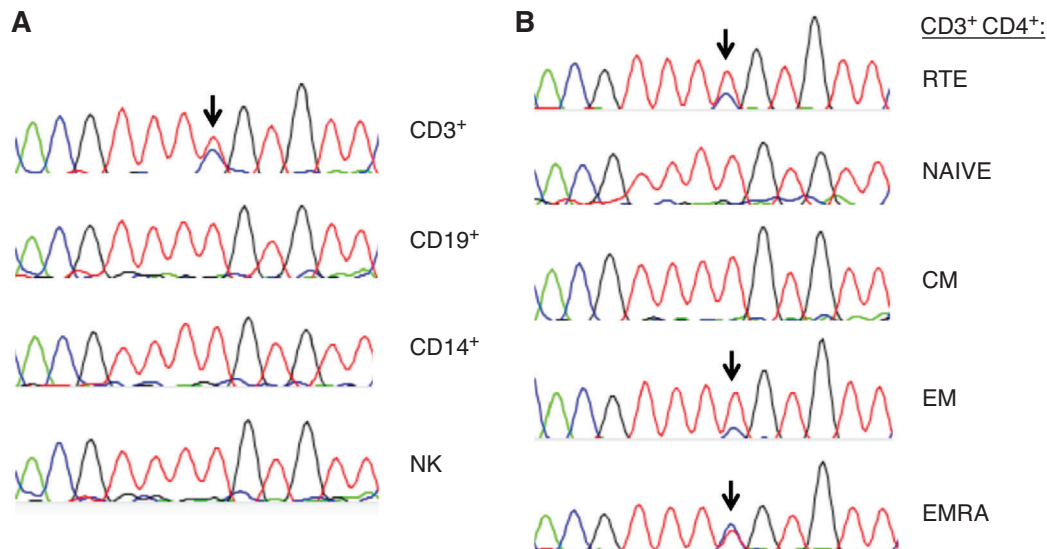 A
CD3⁺
CD19⁺
CD14⁺
NK
B
CD3⁺ CD4⁺:
RTE
NAIVE
CM
EM
EMRA